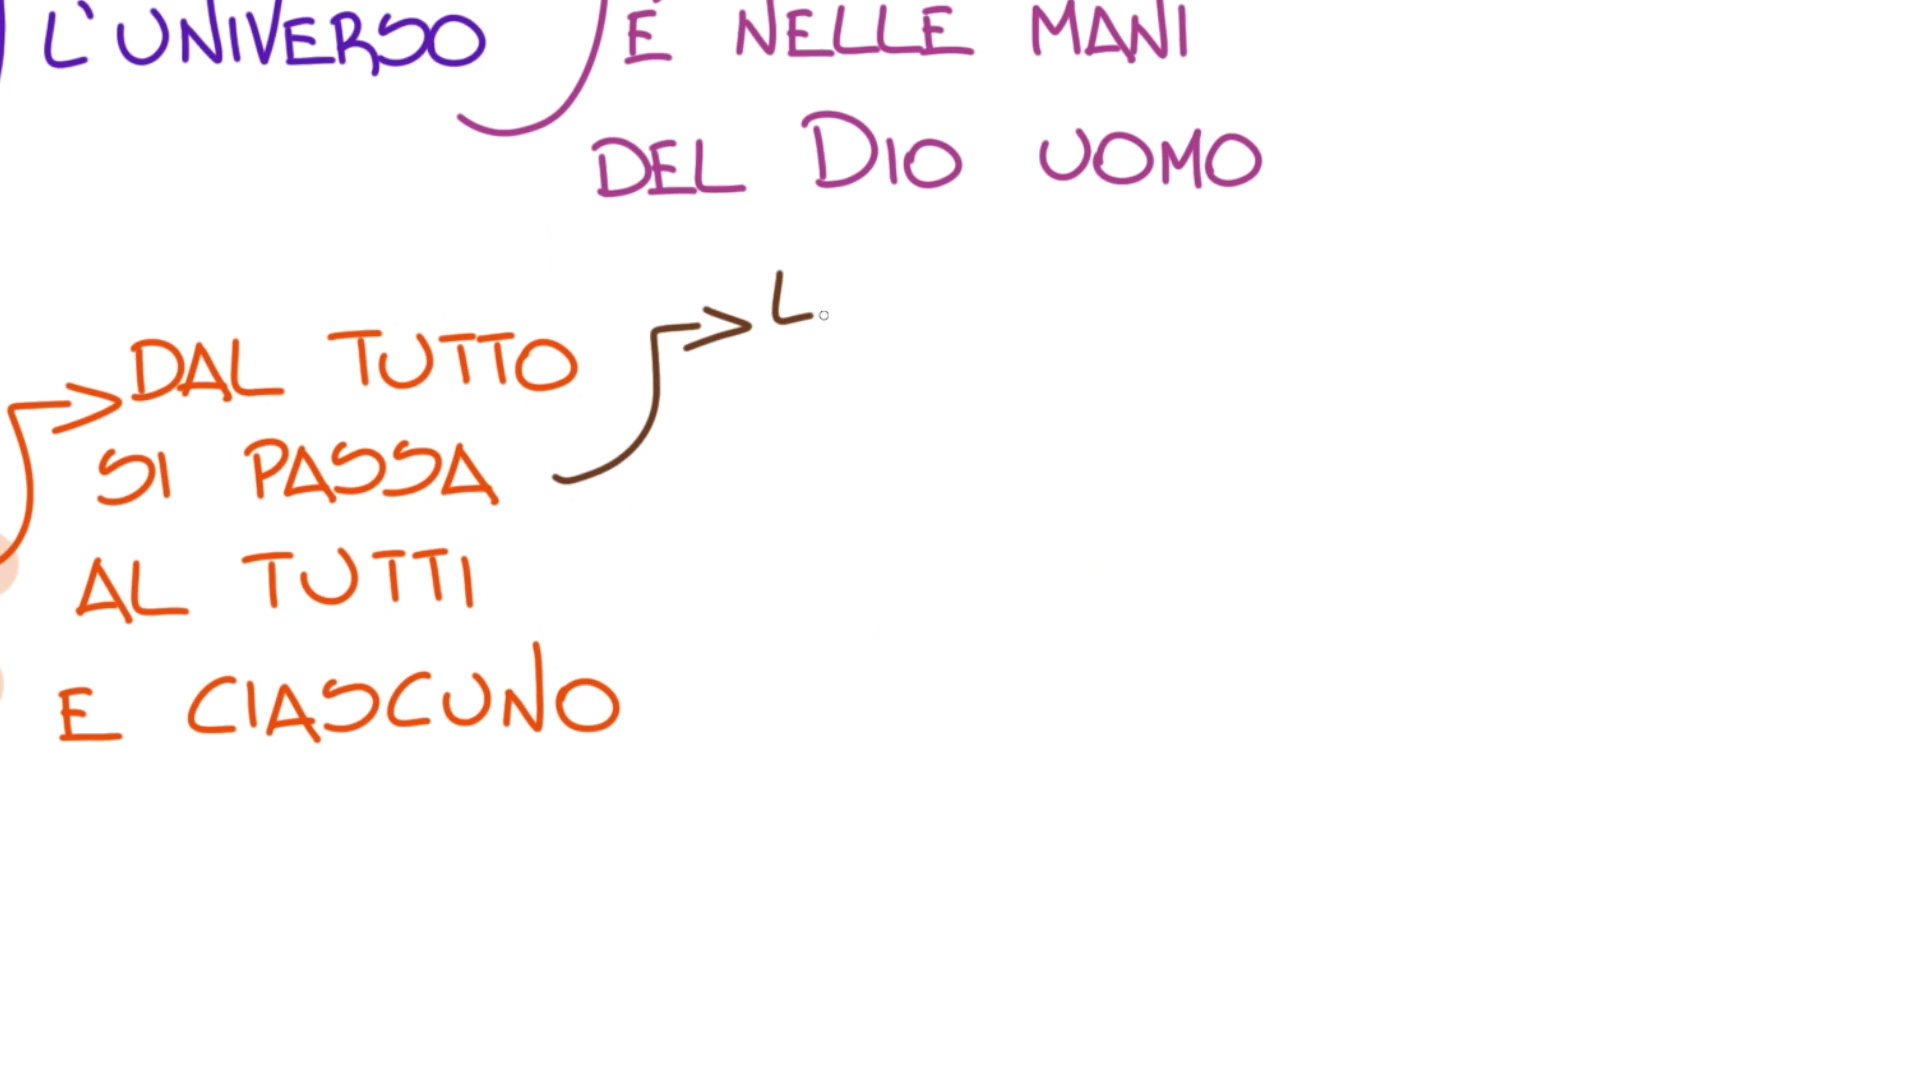 L'UNIVERSO
È NELLE MANI
DEL DIO UOMO
DAL TUTTO
SI PASSA
AL TUTTI
E CIASCUNO
L